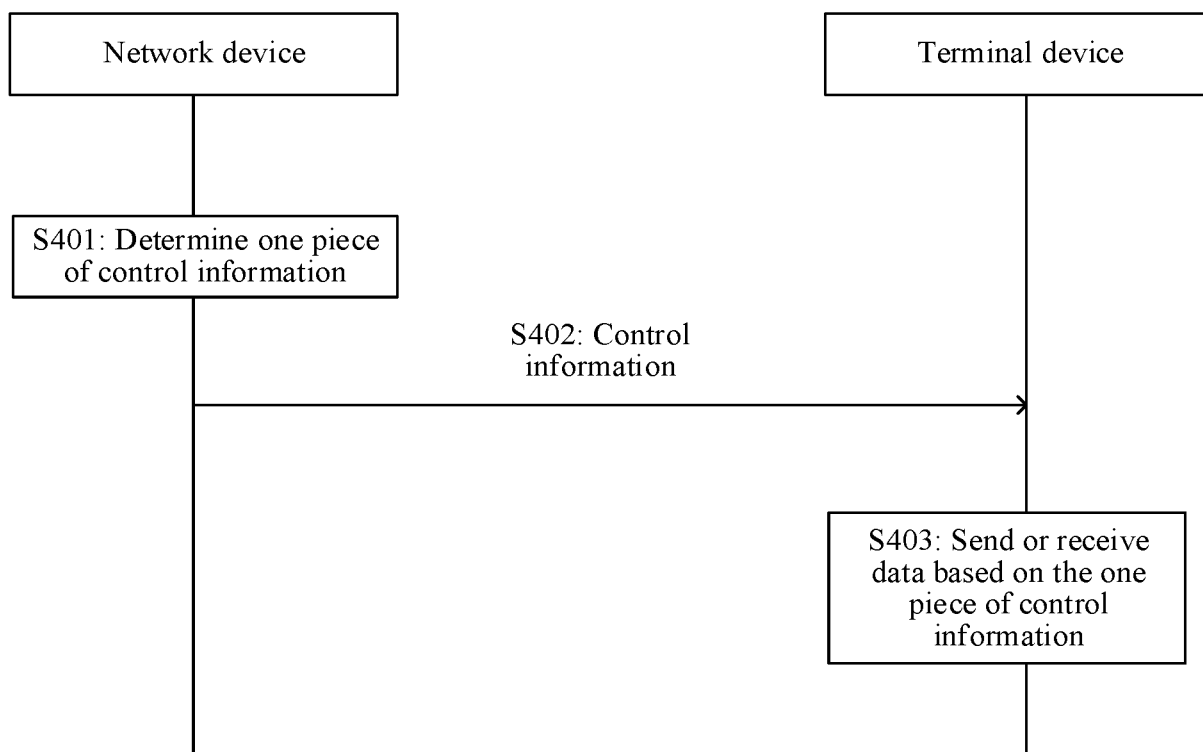 Network device
Terminal device
S401: Determine one piece
of control information
S402: Control
information
S403: Send or receive
data based on the one
piece of control
information